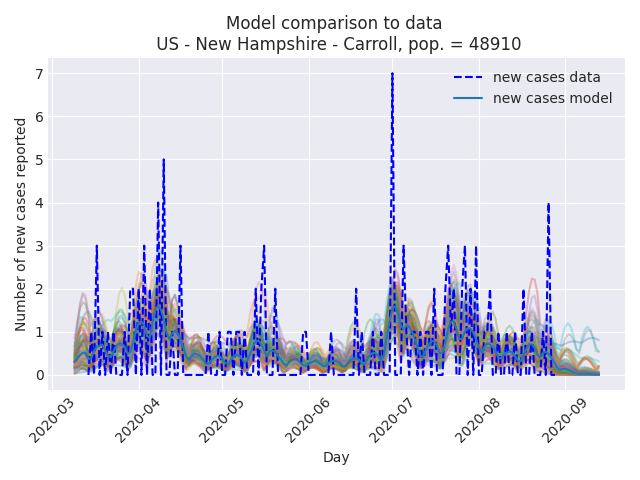 Model comparison to data
US - New Hampshire - Carroll, pop. = 48910
new cases data
new cases model
Number of new cases reported
7
6
5
4
3
2
1
0
2020-03
2020-04
2020-05
2020-06
2020-07
2020-08
2020-09
Day